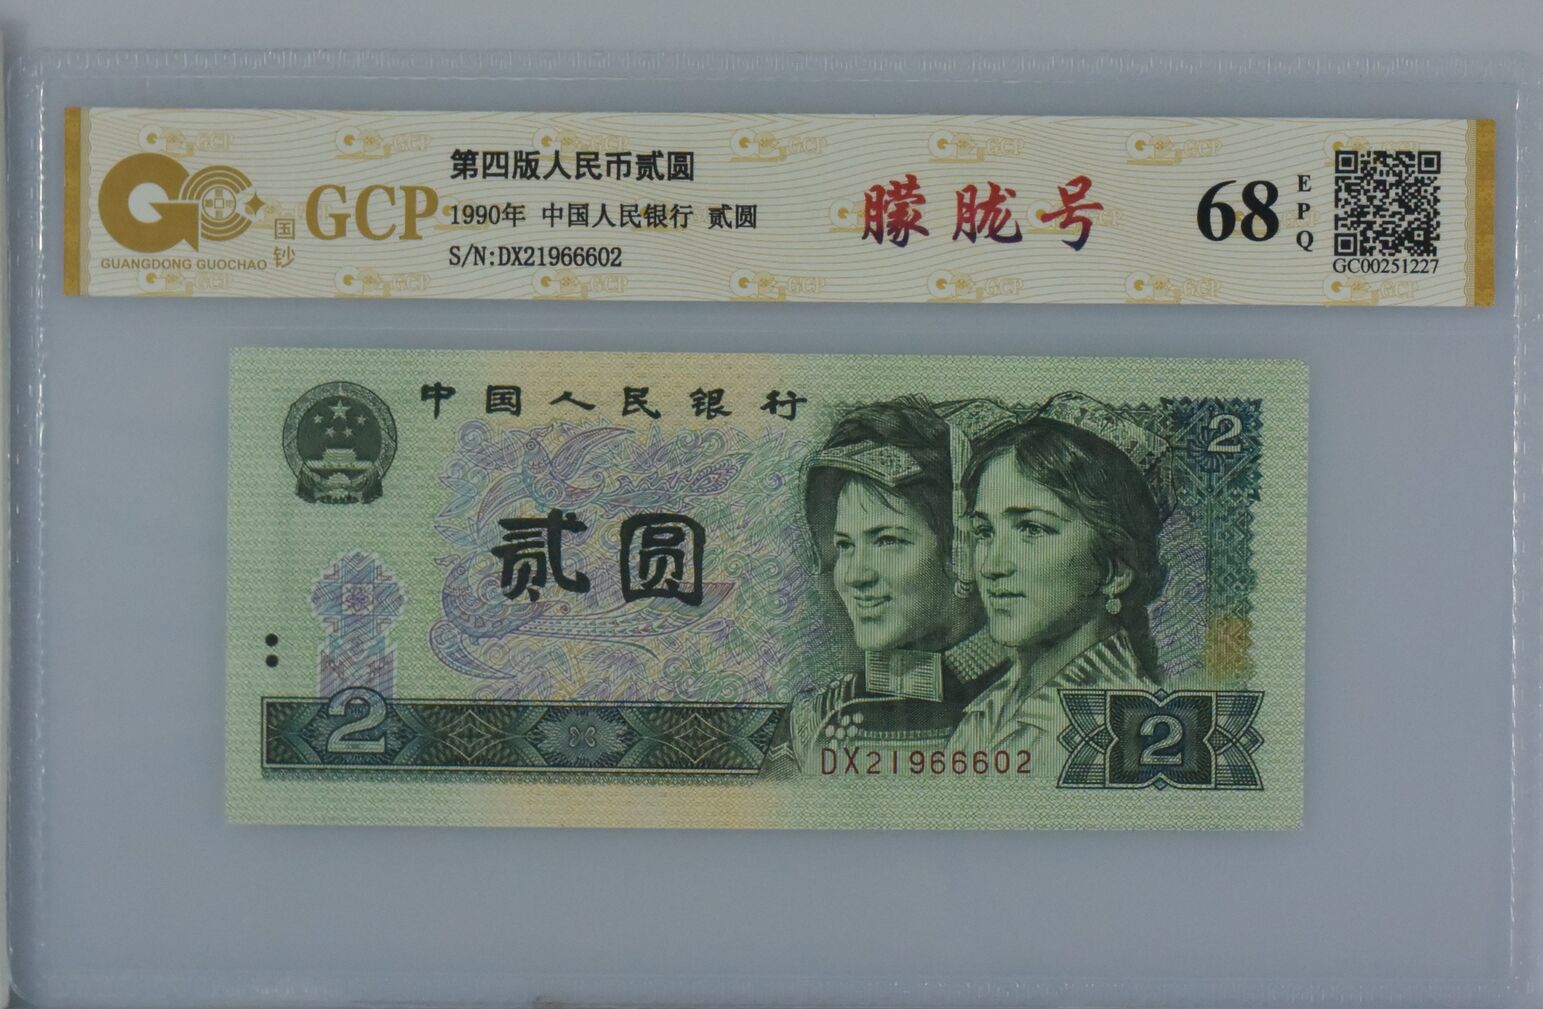 GCP
GUANGDONG GUOCHAO
国钞
第四版人民币贰圆
1990年 中国人民银行 贰圆
S/N:DX21966602
朦胧号
68
EPQ
GC00251227
中国人民银行
贰圆
2
2
2
DX21966602